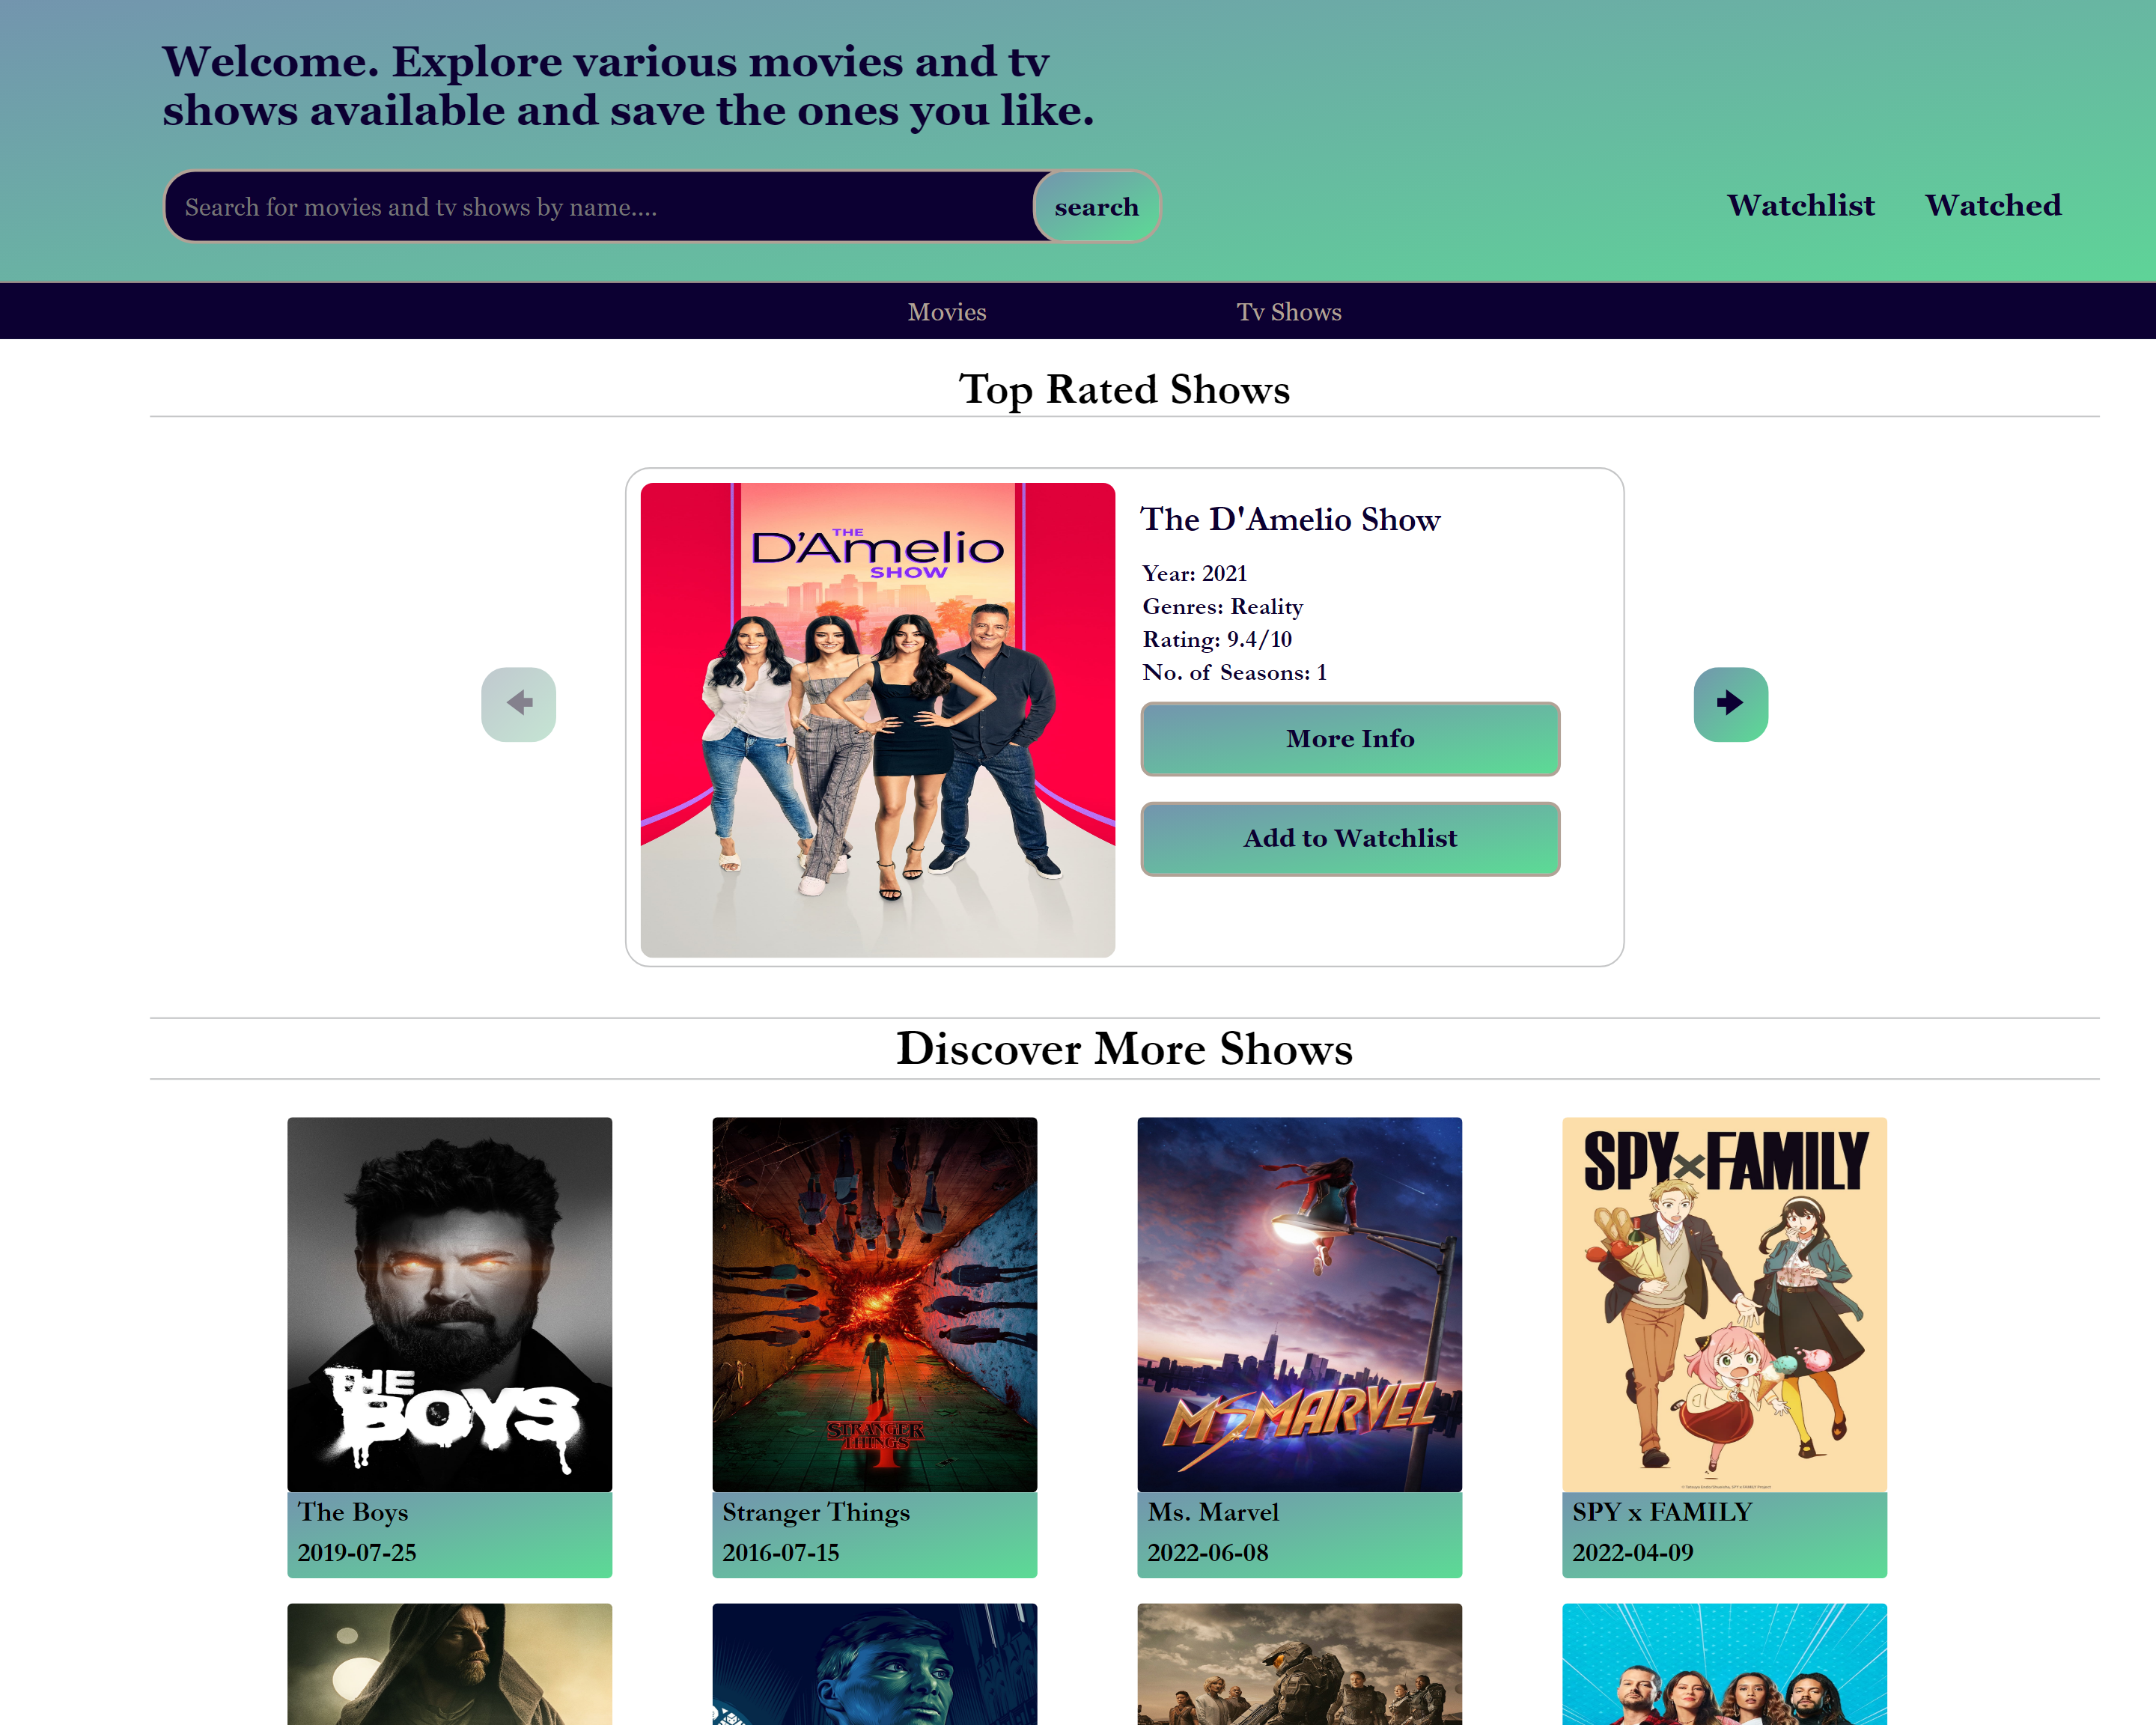 Welcome. Explore various movies and tv
shows available and save the ones you like.
Search for movies and tv shows by name....
search
Watchlist
Watched
Movies
Tv Shows
Top Rated Shows
THE
D'Amelio
SHOW
The D'Amelio Show
Year: 2021
Genres: Reality
Rating: 9.4/10
No. of Seasons: 1
More Info
Add to Watchlist
Discover More Shows
THE
BOYS
STRANGER
THINGS
4
MS MARVEL
SPY×FAMILY
The Boys
2019-07-25
Stranger Things
2016-07-15
Ms. Marvel
2022-06-08
SPY x FAMILY
2022-04-09